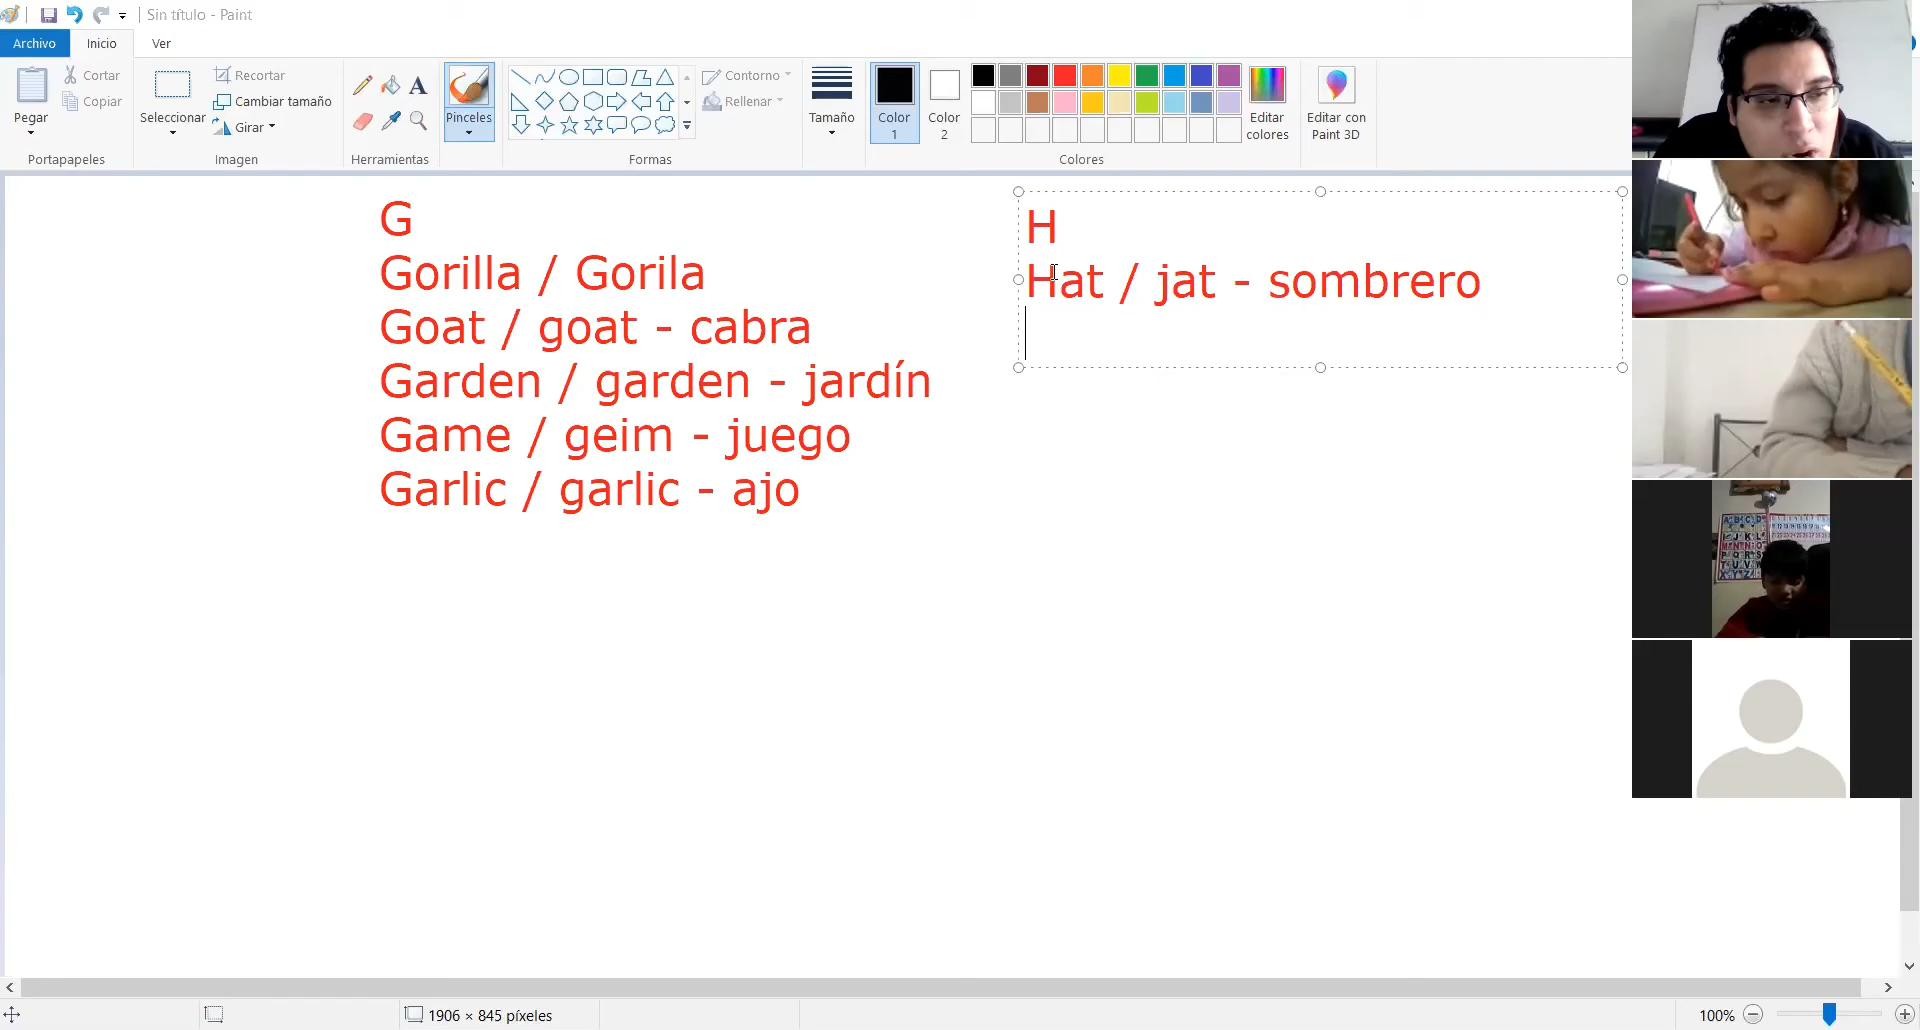 Sin título - Paint
Archivo Inicio Ver
Pegar
Cortar
Copiar
Portapapeles
Seleccionar
Recortar
Cambiar tamaño
Girar
Imagen
A
Herramientas
Pinceles
Contorno
Rellenar
Formas
Tamaño
Color 1
Color 2
Editar colores
Colores
Editar con Paint 3D
G
Gorilla / Gorila
Goat / goat - cabra
Garden / garden - jardín
Game / geim - juego
Garlic / garlic - ajo
H
Hat / jat - sombrero
1906 × 845 píxeles
100%